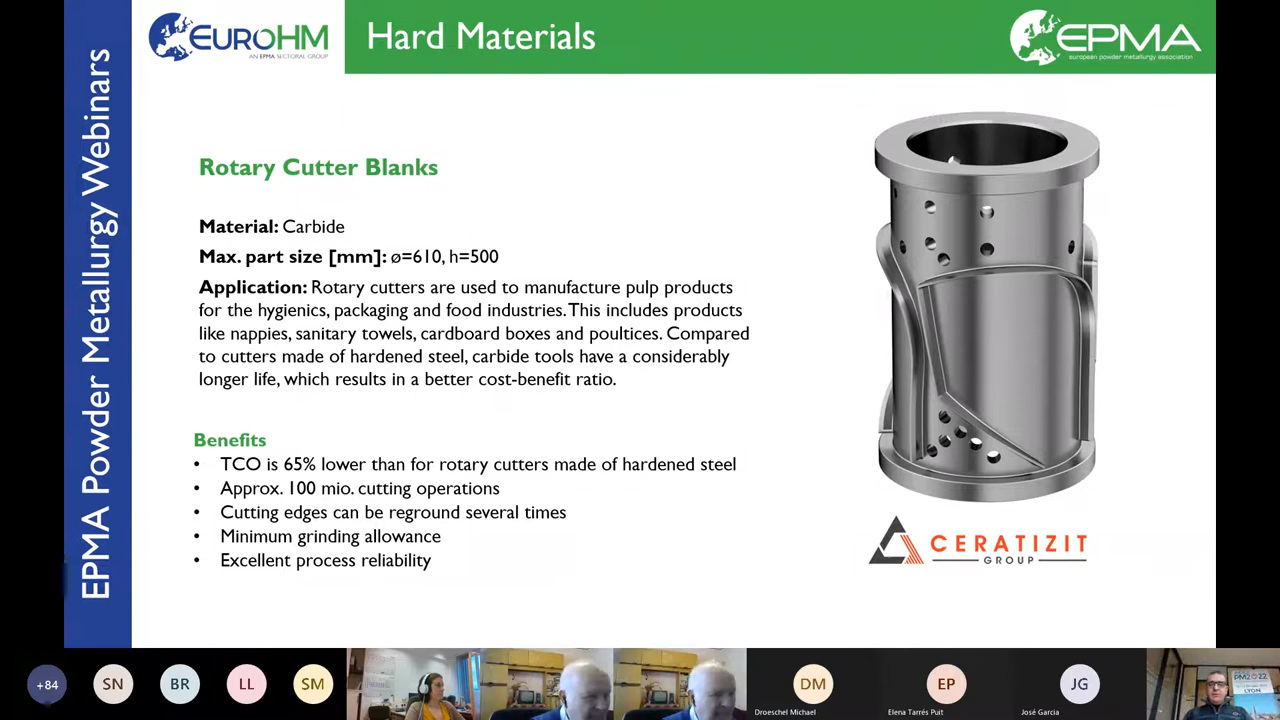 EPMA Powder Metallurgy Webinars
EUROHM
AN EPMA SECTORAL GROUP
Hard Materials
EPMA
european powder metallurgy association
Rotary Cutter Blanks
Material: Carbide
Max. part size [mm]: ø=610, h=500
Application: Rotary cutters are used to manufacture pulp products
for the hygienics, packaging and food industries. This includes products
like nappies, sanitary towels, cardboard boxes and poultices. Compared
to cutters made of hardened steel, carbide tools have a considerably
longer life, which results in a better cost-benefit ratio.
Benefits
• TCO is 65% lower than for rotary cutters made of hardened steel
• Approx. 100 mio. cutting operations
• Cutting edges can be reground several times
• Minimum grinding allowance
• Excellent process reliability
CERATIZIT
GROUP
+84
SN
BR
LL
SM
DM
Droeschel Michael
EP
Elena Tarrés Puit
JG
José Garcia
PM2022
LYON